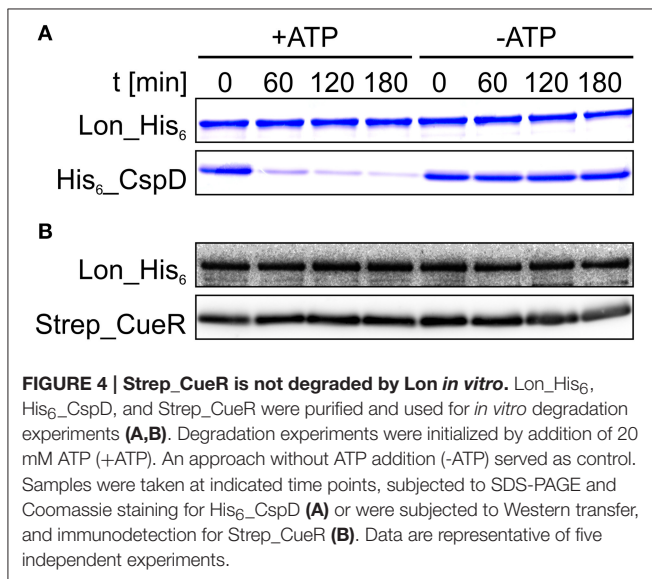 A
+ATP -ATP
t [min] 0 60 120 180 0 60 120 180
Lon_His₆
His₆_CspD
B
Lon_His₆
Strep_CueR
FIGURE 4 | Strep_CueR is not degraded by Lon in vitro. Lon_His₆,
His₆_CspD, and Strep_CueR were purified and used for in vitro degradation
experiments (A,B). Degradation experiments were initialized by addition of 20
mM ATP (+ATP). An approach without ATP addition (-ATP) served as control.
Samples were taken at indicated time points, subjected to SDS-PAGE and
Coomassie staining for His₆_CspD (A) or were subjected to Western transfer,
and immunodetection for Strep_CueR (B). Data are representative of five
independent experiments.